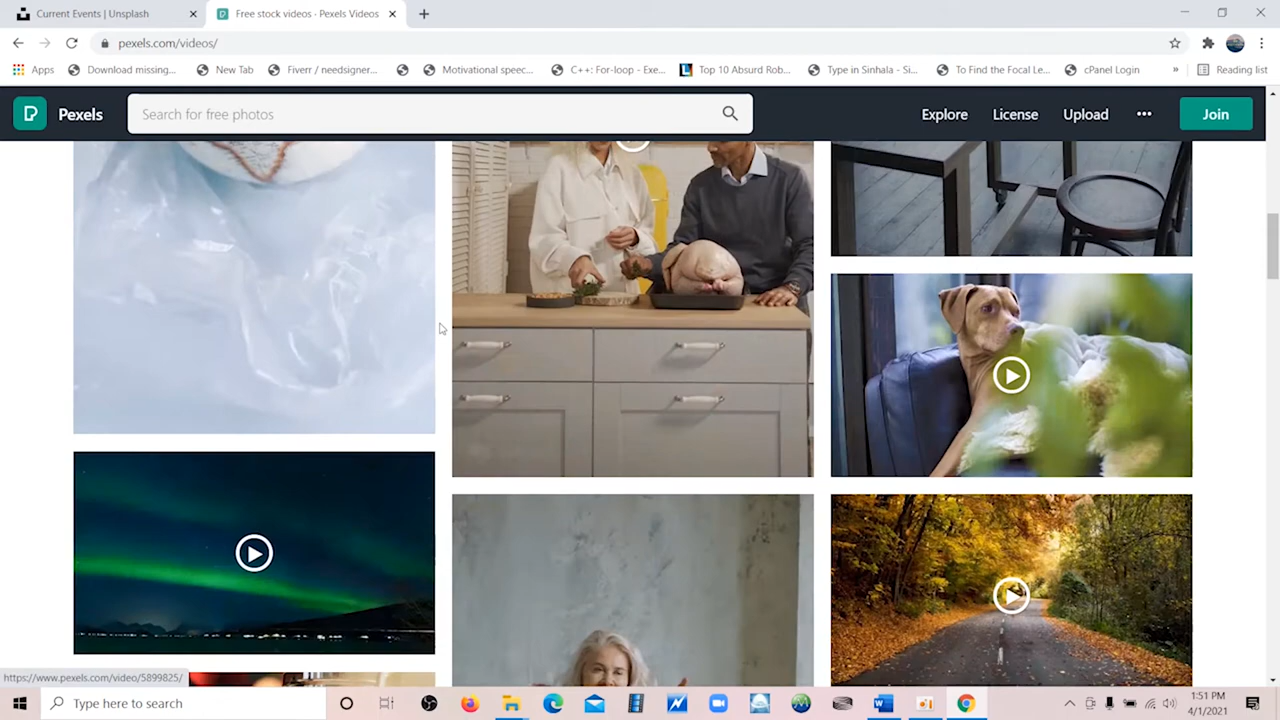 Current Events | Unsplash
Free stock videos · Pexels Videos
pexels.com/videos/
Apps
Download missing...
New Tab
Fiverr / needsigner...
Motivational speec...
C++: For-loop - Exe...
Top 10 Absurd Rob...
Type in Sinhala - Si...
To Find the Focal Le...
cPanel Login
»
Reading list
Pexels
Search for free photos
Explore
License
Upload
Join
https://www.pexels.com/video/5899825/
Type here to search
1:51 PM
4/1/2021